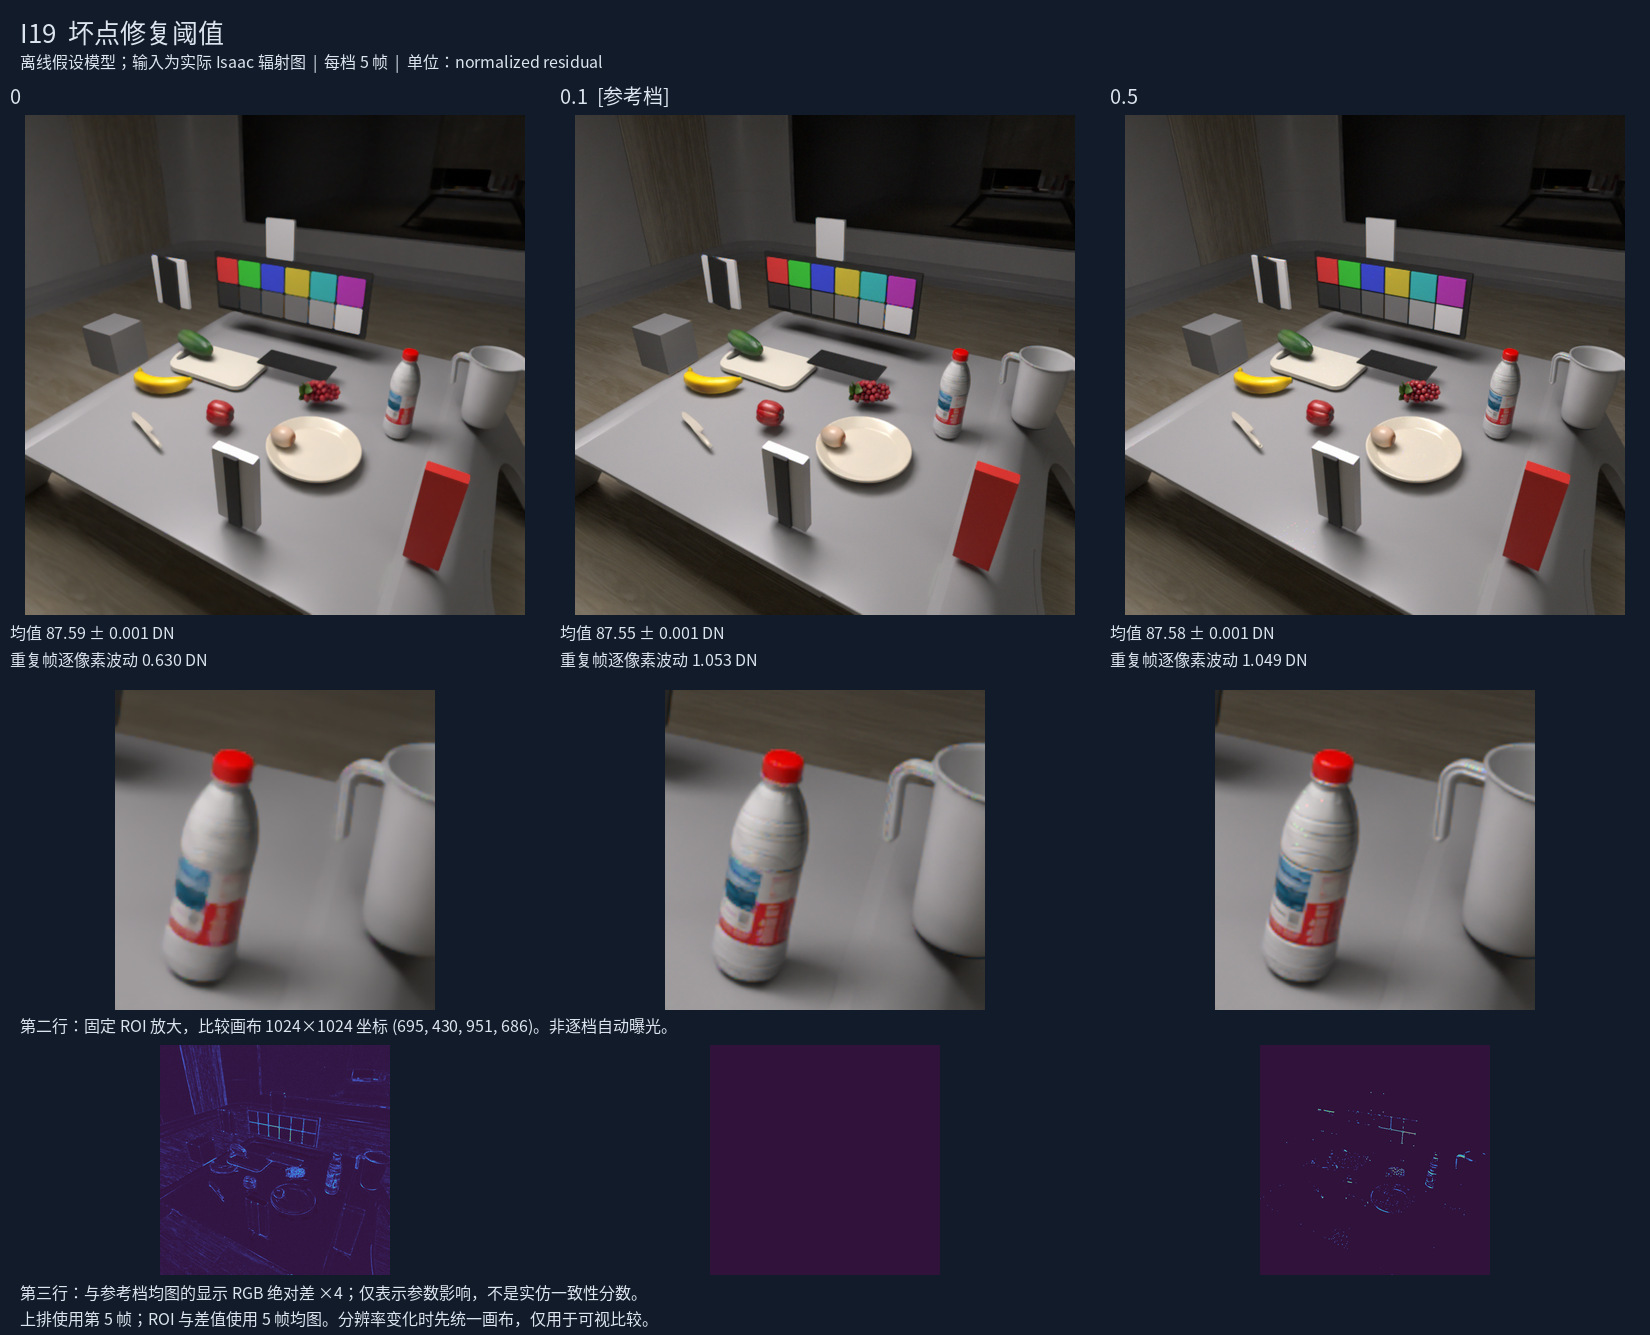 I19 坏点修复阈值
离线假设模型；输入为实际 Isaac 辐射图 | 每档 5 帧 | 单位：normalized residual
0
0.1 [参考档]
0.5
均值 87.59 ± 0.001 DN
重复帧逐像素波动 0.630 DN
均值 87.55 ± 0.001 DN
重复帧逐像素波动 1.053 DN
均值 87.58 ± 0.001 DN
重复帧逐像素波动 1.049 DN
第二行：固定 ROI 放大，比较画布 1024×1024 坐标 (695, 430, 951, 686)。非逐档自动曝光。
第三行：与参考档均图的显示 RGB 绝对差 ×4；仅表示参数影响，不是实仿一致性分数。
上排使用第 5 帧；ROI 与差值使用 5 帧均图。分辨率变化时先统一画布，仅用于可视比较。